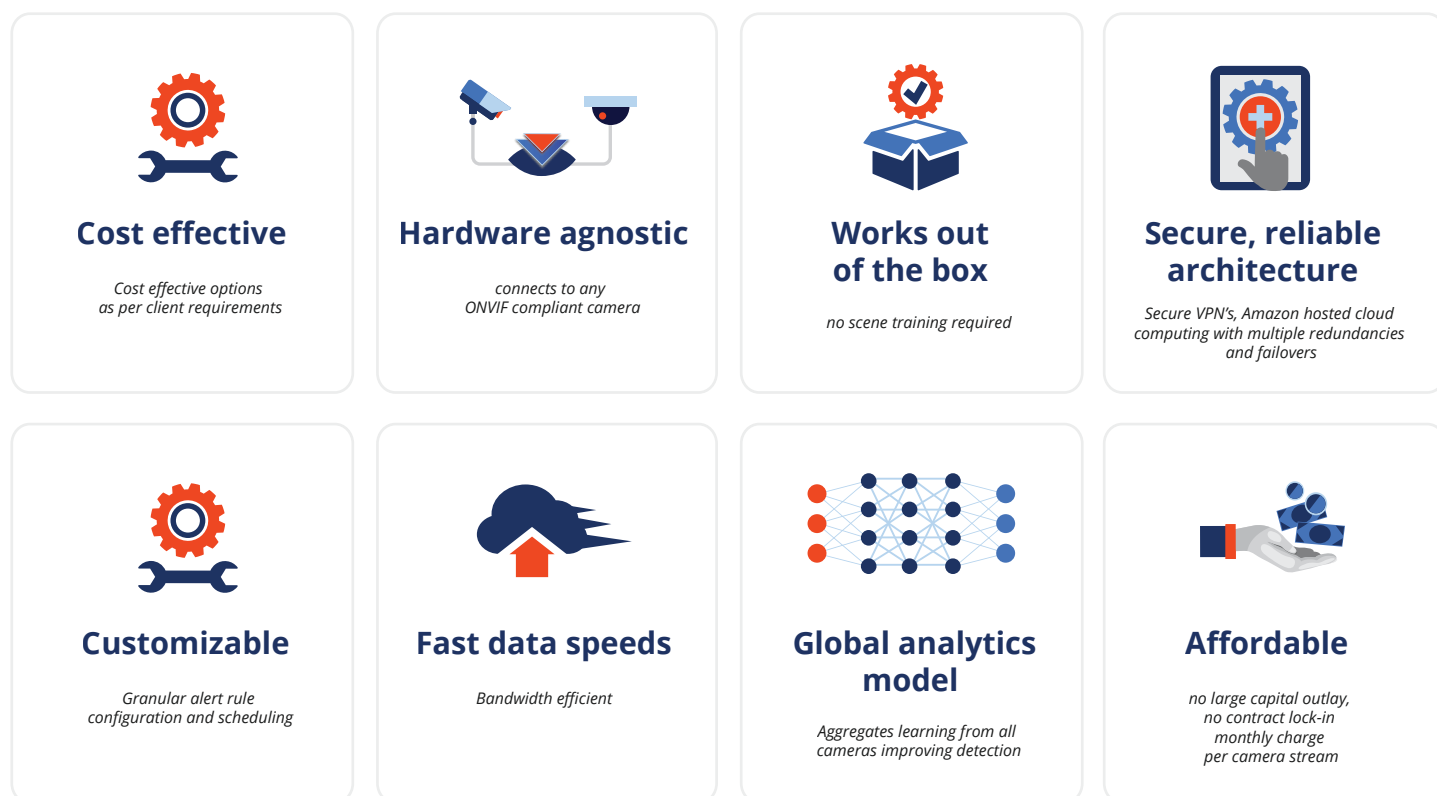 Cost effective
Cost effective options
as per client requirements
Hardware agnostic
connects to any
ONVIF compliant camera
Works out
of the box
no scene training required
Secure, reliable
architecture
Secure VPN's, Amazon hosted cloud
computing with multiple redundancies
and failovers
Customizable
Granular alert rule
configuration and scheduling
Fast data speeds
Bandwidth efficient
Global analytics
model
Aggregates learning from all
cameras improving detection
Affordable
no large capital outlay,
no contract lock-in
monthly charge
per camera stream